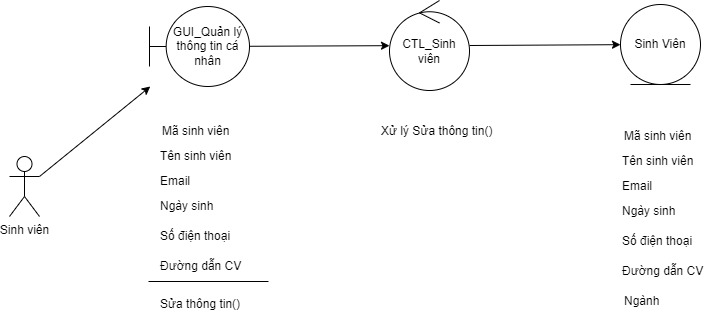 GUI_Quản lý
thông tin cá
nhân
CTL_Sinh
viên
Sinh Viên
Sinh viên
Mã sinh viên
Tên sinh viên
Email
Ngày sinh
Số điện thoại
Đường dẫn CV
Sửa thông tin()
Xử lý Sửa thông tin()
Mã sinh viên
Tên sinh viên
Email
Ngày sinh
Số điện thoại
Đường dẫn CV
Ngành